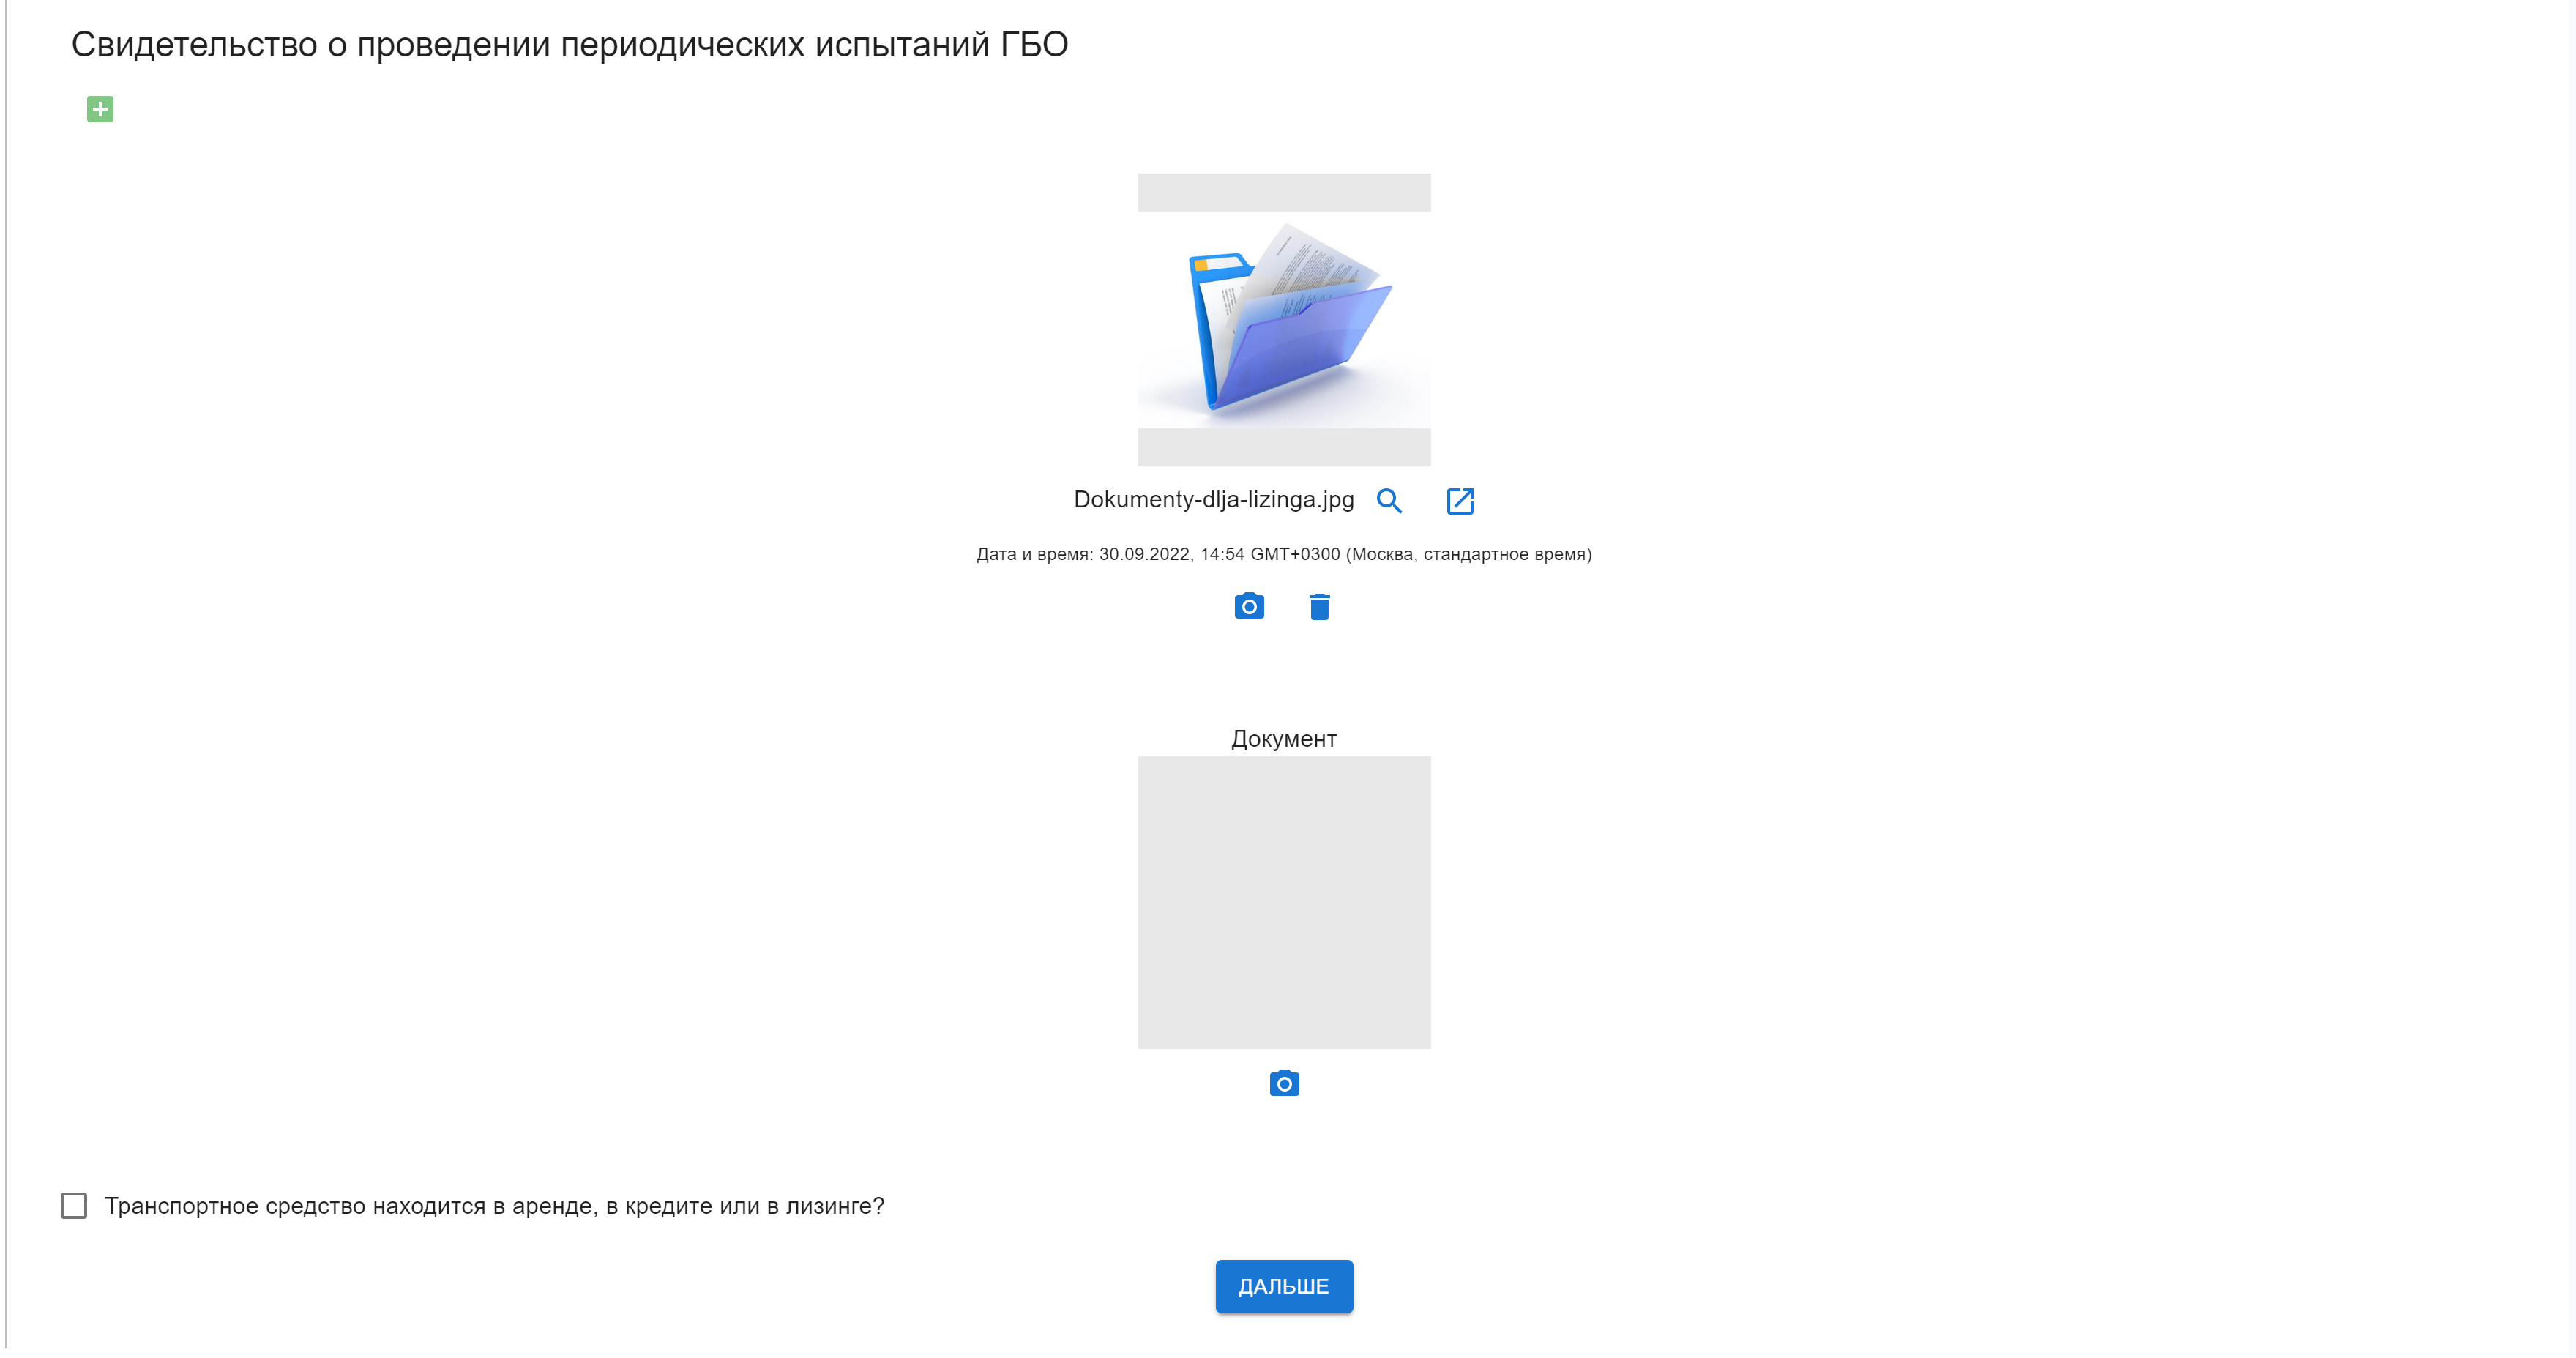 Свидетельство о проведении периодических испытаний ГБО
Dokumenty-dlja-lizinga.jpg
Дата и время: 30.09.2022, 14:54 GMT+0300 (Москва, стандартное время)
Документ
Транспортное средство находится в аренде, в кредите или в лизинге?
ДАЛЬШЕ